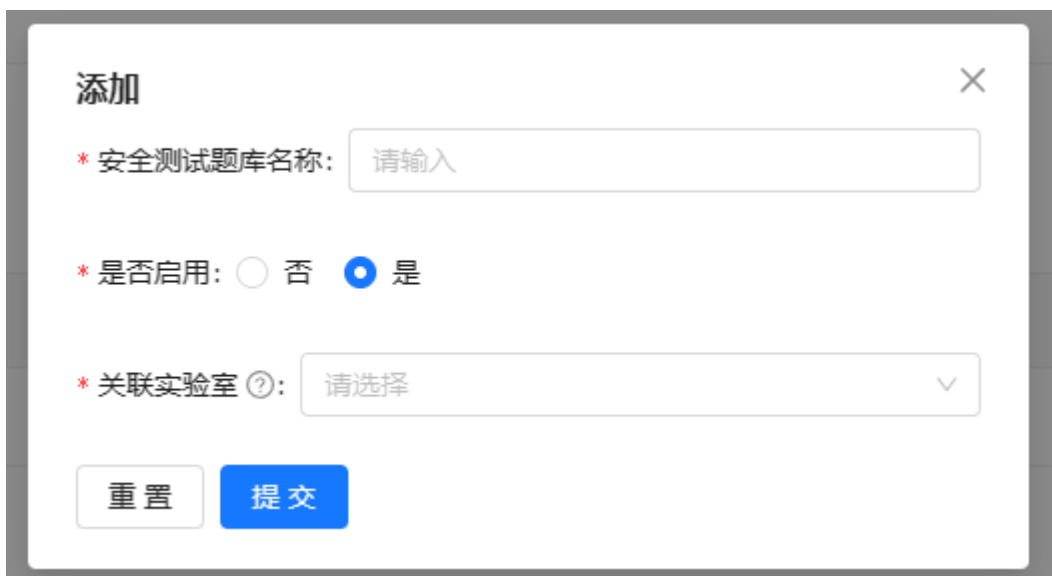 添加
* 安全测试题库名称: 请输入
* 是否启用: 否 是
* 关联实验室 ?: 请选择
重 置 提 交